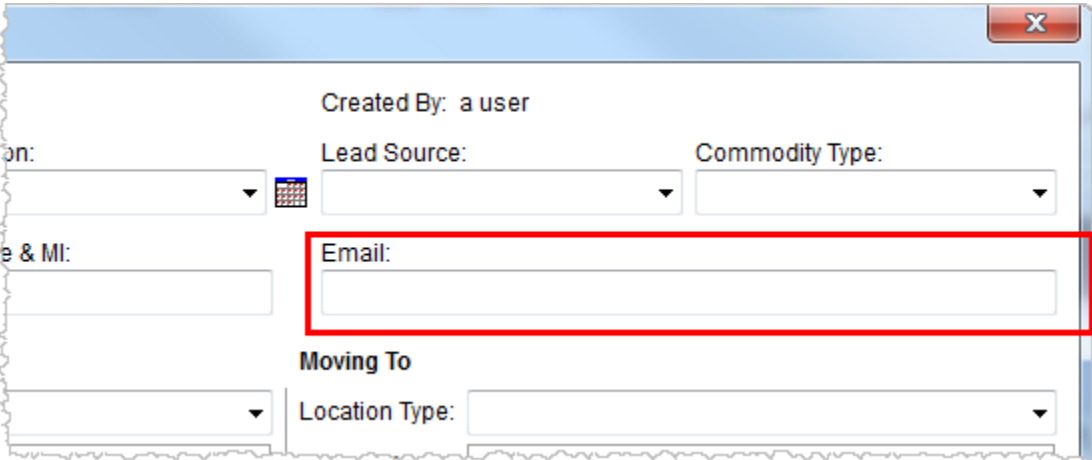 Created By: a user
on: Lead Source: Commodity Type:
e & MI: Email:
Moving To
Location Type: